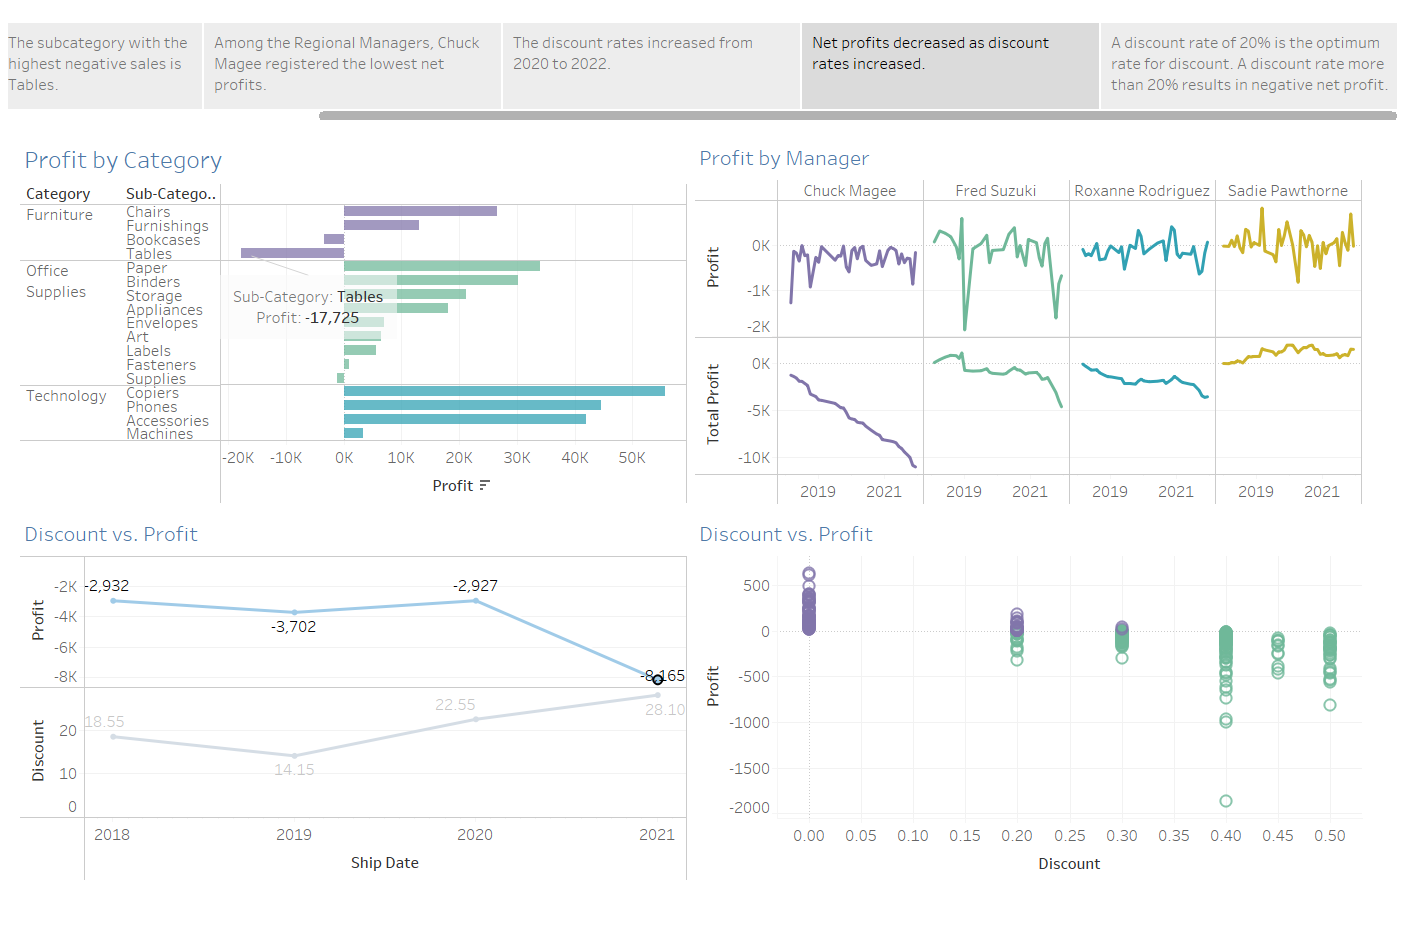 The subcategory with the
highest negative sales is
Tables.
Among the Regional Managers, Chuck
Magee registered the lowest net
profits.
The discount rates increased from
2020 to 2022.
Net profits decreased as discount
rates increased.
A discount rate of 20% is the optimum
rate for discount. A discount rate more
than 20% results in negative net profit.
Profit by Category
Category Sub-Catego..
Furniture Chairs
Furnishings
Bookcases
Tables
Office Supplies Paper
Binders
Storage
Appliances
Envelopes
Art
Labels
Fasteners
Supplies
Technology Copiers
Phones
Accessories
Machines
Sub-Category: Tables
Profit: -17,725
-20K -10K 0K 10K 20K 30K 40K 50K
Profit
Profit by Manager
Chuck Magee Fred Suzuki Roxanne Rodriguez Sadie Pawthorne
Profit
0K
-1K
-2K
Total Profit
0K
-5K
-10K
2019 2021 2019 2021 2019 2021 2019 2021
Discount vs. Profit
Profit
-2K
-4K
-6K
-8K
-2,932
-3,702
-2,927
-8,165
Discount
20
10
0
18.55
14.15
22.55
28.10
2018 2019 2020 2021
Ship Date
Discount vs. Profit
Profit
500
0
-500
-1000
-1500
-2000
0.00 0.05 0.10 0.15 0.20 0.25 0.30 0.35 0.40 0.45 0.50
Discount